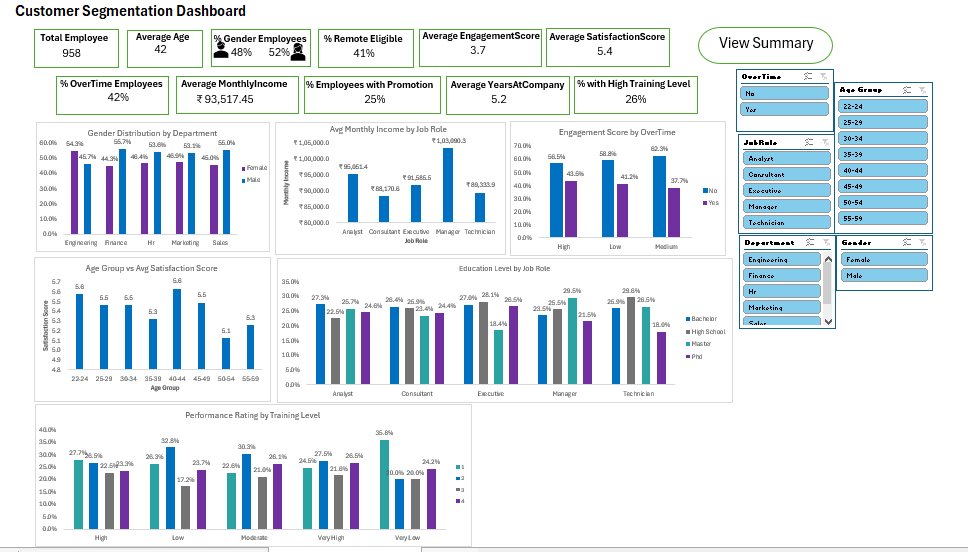 Customer Segmentation Dashboard
Total Employee
958
Average Age
42
% Gender Employees
48% 52%
% Remote Eligible
41%
Average EngagementScore
3.7
Average SatisfactionScore
5.4
View Summary
% OverTime Employees
42%
Average MonthlyIncome
₹ 93,517.45
% Employees with Promotion
25%
Average YearsAtCompany
5.2
% with High Training Level
26%
Gender Distribution by Department
60.0%
50.0%
40.0%
30.0%
20.0%
10.0%
0.0%
54.3% 45.7% 44.3% 55.7% 46.4% 53.6% 46.9% 53.1% 45.0% 55.0%
Engineering Finance Hr Marketing Sales
Female
Male
Avg Monthly Income by Job Role
Monthly Income
₹ 1,05,000.0
₹ 1,00,000.0
₹ 95,000.0
₹ 90,000.0
₹ 85,000.0
₹ 80,000.0
₹ 88,170.6 ₹ 91,585.5 ₹ 89,333.9
Analyst Consultant Executive Manager Technician
Job Role
Engagement Score by OverTime
70.0%
60.0%
50.0%
40.0%
30.0%
20.0%
10.0%
0.0%
56.5% 43.5% 58.8% 41.2% 62.3% 37.7%
High Low Medium
No
Yes
OverTime
No
Yes
JobRole
Analyst
Consultant
Executive
Manager
Technician
Age Group
22-24
25-29
30-34
35-39
40-44
45-49
50-54
55-59
Department
Engineering
Finance
Hr
Marketing
Sales
Gender
Female
Male
Age Group vs Avg Satisfaction Score
Satisfaction Score
5.7
5.6
5.5
5.4
5.3
5.2
5.1
5.0
4.9
4.8
5.6 5.5 5.5 5.3 5.6 5.5 5.1 5.3
22-24 25-29 30-34 35-39 40-44 45-49 50-54 55-59
Age Group
Education Level by Job Role
35.0%
30.0%
25.0%
20.0%
15.0%
10.0%
5.0%
0.0%
27.3% 22.5% 25.7% 24.6% 26.4% 25.9% 23.4% 24.4% 27.0% 28.1% 18.4% 26.5% 23.5% 25.5% 29.5% 21.5% 25.9% 29.6% 26.5% 18.0%
Analyst Consultant Executive Manager Technician
Bachelor
High School
Master
Phd
Performance Rating by Training Level
40.0%
35.0%
30.0%
25.0%
20.0%
15.0%
10.0%
5.0%
0.0%
27.7% 26.5% 22.5% 23.3% 26.3% 32.8% 17.2% 23.7% 22.6% 30.3% 26.1% 24.5% 27.5% 26.5% 35.8% 20.0% 20.0% 24.2%
High Low Moderate Very High Very Low
1
2
3
4